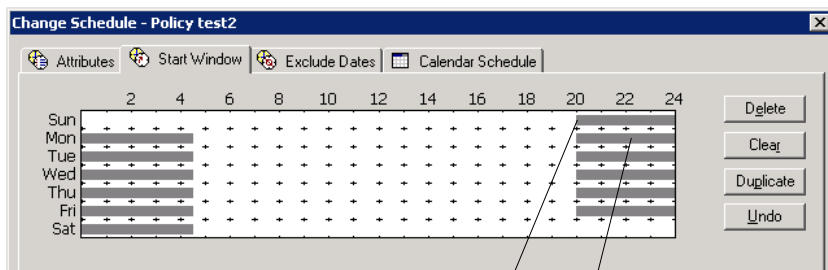 Change Schedule - Policy test2
Attributes Start Window Exclude Dates Calendar Schedule
2 4 6 8 10 12 14 16 18 20 22 24
Sun
Mon
Tue
Wed
Thu
Fri
Sat
Delete
Clear
Duplicate
Undo